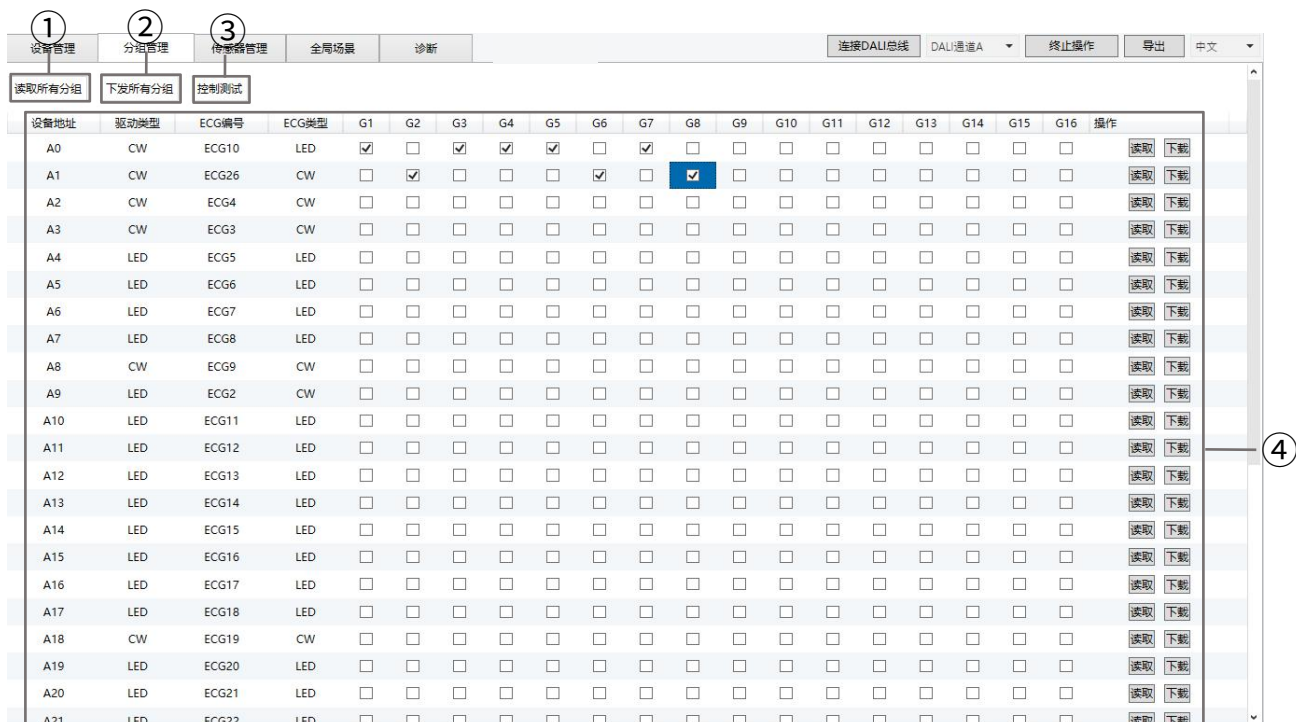 ① ② ③
设备管理 分组管理 传感器管理 全局场景 诊断 连接DALI总线 DALI通道A 终止操作 导出 中文
读取所有分组 下发所有分组 控制测试
设备地址 驱动类型 ECG编号 ECG类型 G1 G2 G3 G4 G5 G6 G7 G8 G9 G10 G11 G12 G13 G14 G15 G16 操作
A0 CW ECG10 LED 读取 下载
A1 CW ECG26 CW 读取 下载
A2 CW ECG4 CW 读取 下载
A3 CW ECG3 CW 读取 下载
A4 LED ECG5 LED 读取 下载
A5 LED ECG6 LED 读取 下载
A6 LED ECG7 LED 读取 下载
A7 LED ECG8 LED 读取 下载
A8 CW ECG9 CW 读取 下载
A9 LED ECG2 CW 读取 下载
A10 LED ECG11 LED 读取 下载
A11 LED ECG12 LED 读取 下载 ④
A12 LED ECG13 LED 读取 下载
A13 LED ECG14 LED 读取 下载
A14 LED ECG15 LED 读取 下载
A15 LED ECG16 LED 读取 下载
A16 LED ECG17 LED 读取 下载
A17 LED ECG18 LED 读取 下载
A18 CW ECG19 CW 读取 下载
A19 LED ECG20 LED 读取 下载
A20 LED ECG21 LED 读取 下载
A21 LED ECG22 LED 读取 下载